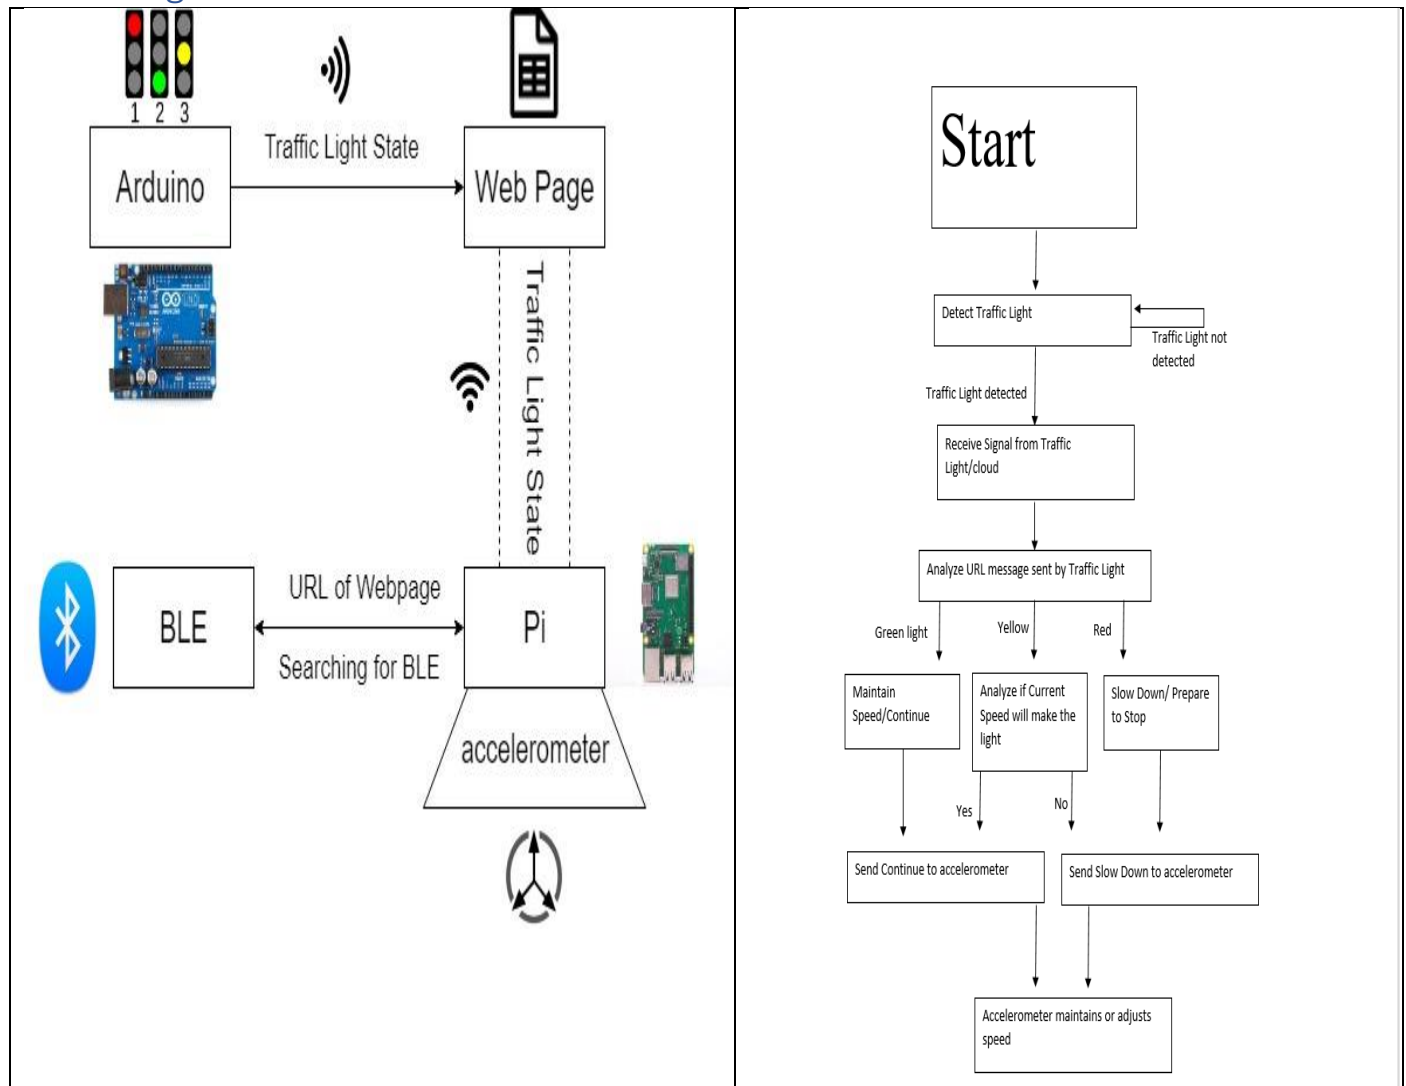 1 2 3
Traffic Light State
Arduino
Web Page
Traffic Light State
URL of Webpage
BLE
Pi
Searching for BLE
accelerometer
Start
Detect Traffic Light
Traffic Light not
detected
Traffic Light detected
Receive Signal from Traffic
Light/cloud
Analyze URL message sent by Traffic Light
Green light
Yellow
Red
Maintain
Speed/Continue
Analyze if Current
Speed will make the
light
Slow Down/ Prepare
to Stop
Yes
No
Send Continue to accelerometer
Send Slow Down to accelerometer
Accelerometer maintains or adjusts
speed